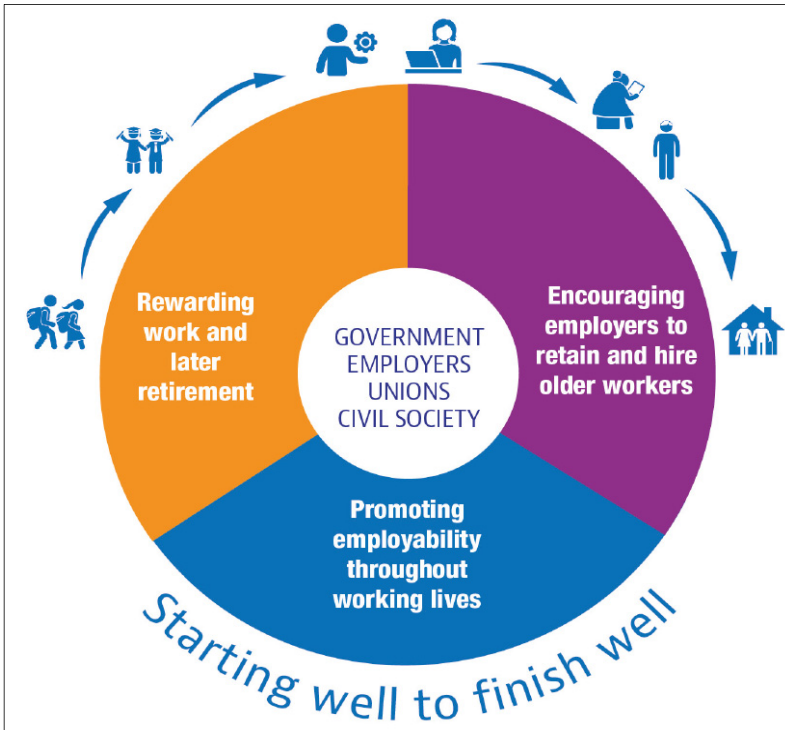 Rewarding
work and
later
retirement
GOVERNMENT
EMPLOYERS
UNIONS
CIVIL SOCIETY
Encouraging
employers to
retain and hire
older workers
Promoting
employability
throughout
working lives
Starting well to finish well